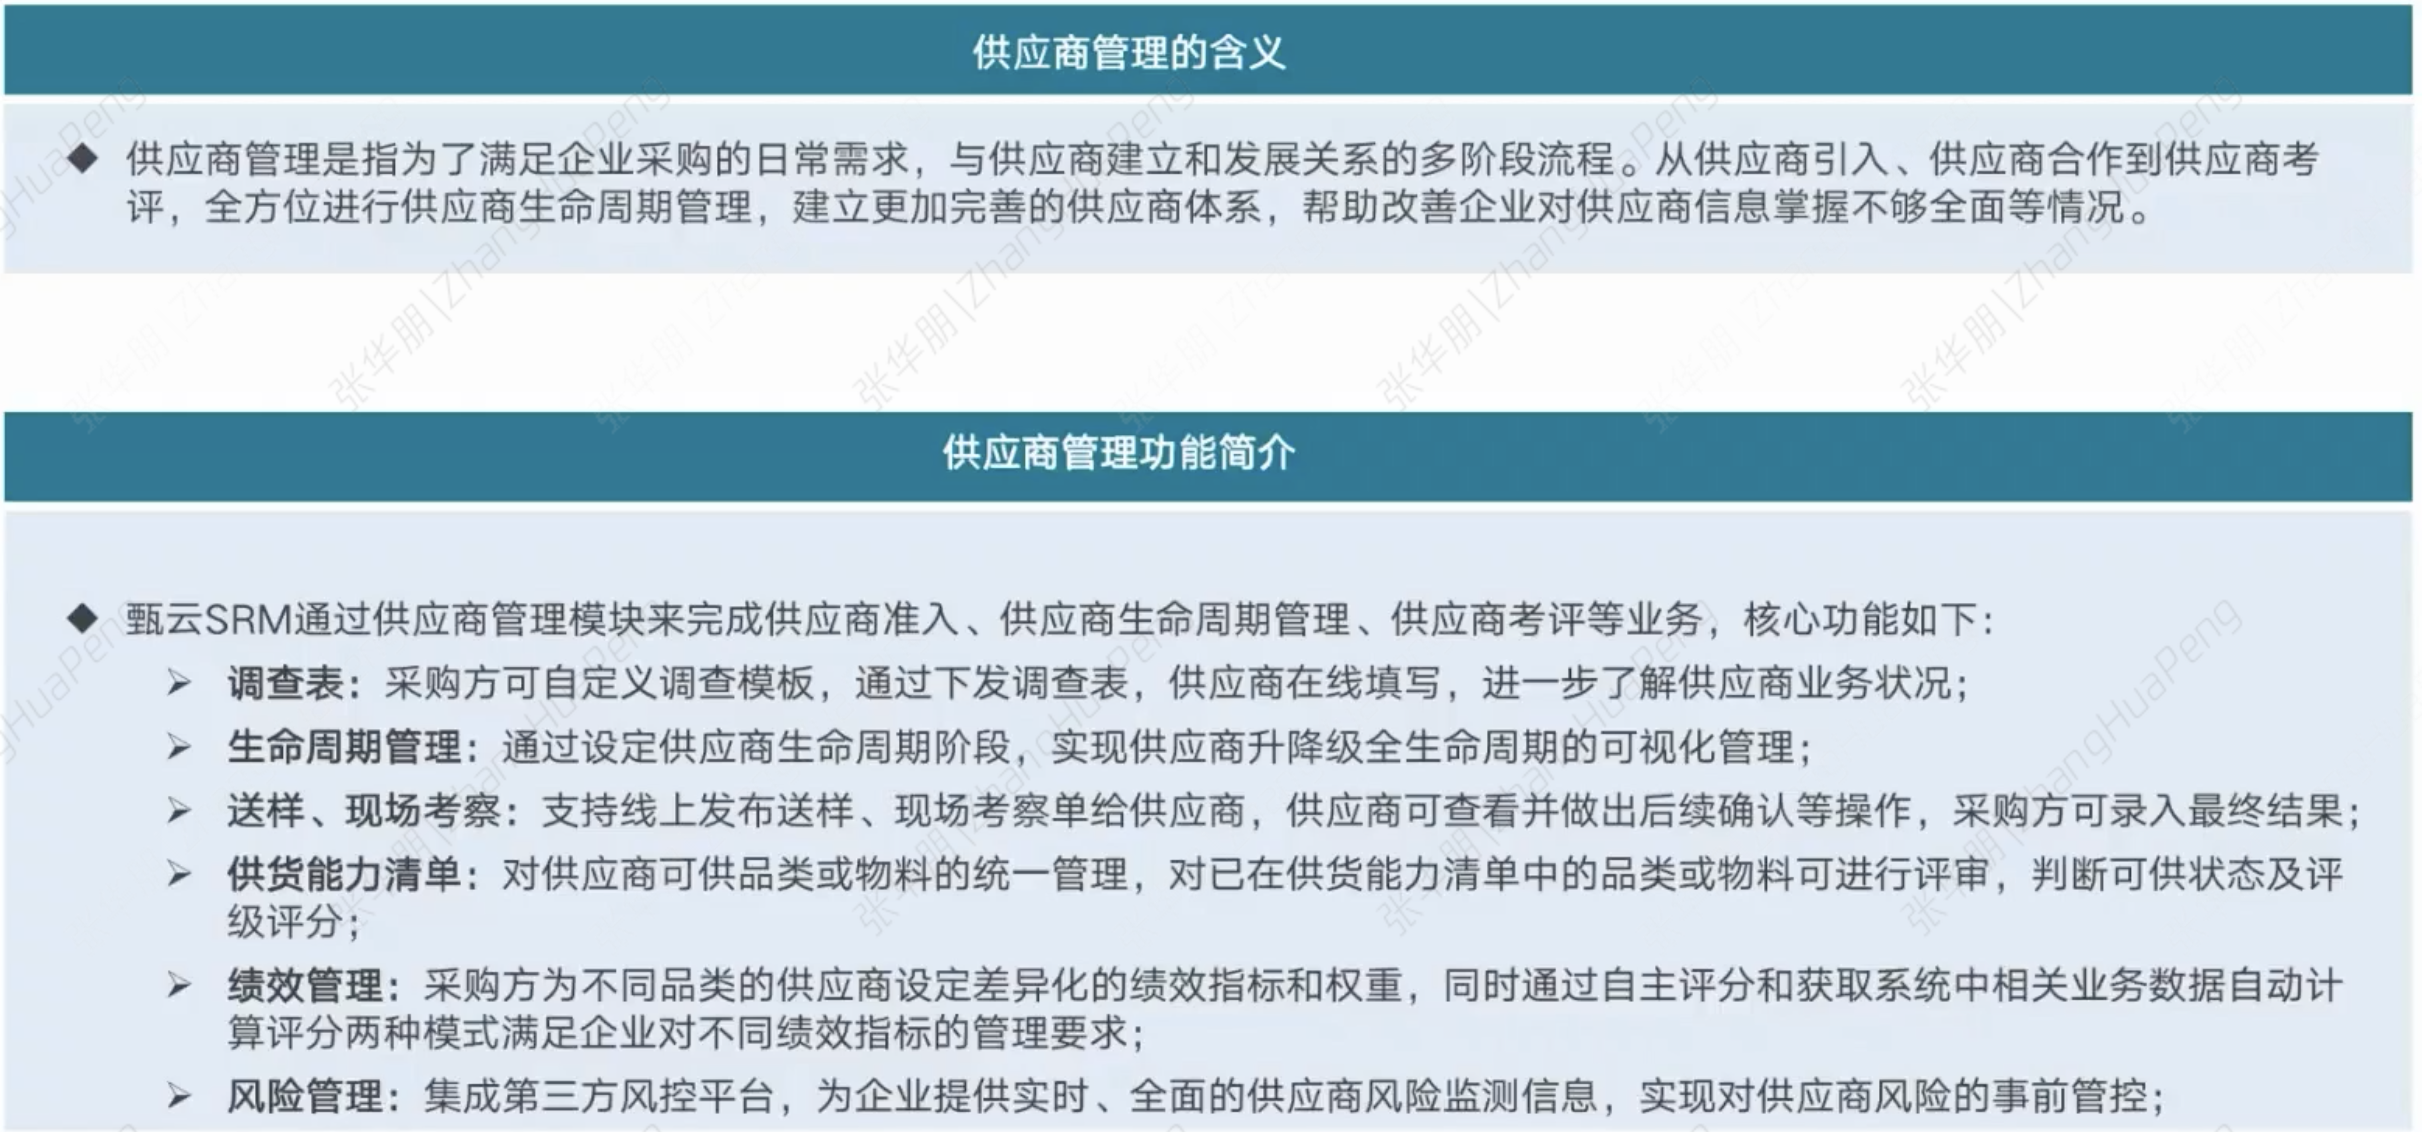 供应商管理的含义
◆ 供应商管理是指为了满足企业采购的日常需求，与供应商建立和发展关系的多阶段流程。从供应商引入、供应商合作到供应商考
评，全方位进行供应商生命周期管理，建立更加完善的供应商体系，帮助改善企业对供应商信息掌握不够全面等情况。
张华朋|ZhangHuaPeng
供应商管理功能简介
◆ 甄云SRM通过供应商管理模块来完成供应商准入、供应商生命周期管理、供应商考评等业务，核心功能如下：
➢ 调查表：采购方可自定义调查模板，通过下发调查表，供应商在线填写，进一步了解供应商业务状况；
➢ 生命周期管理：通过设定供应商生命周期阶段，实现供应商升降级全生命周期的可视化管理；
➢ 送样、现场考察：支持线上发布送样、现场考察单给供应商，供应商可查看并做出后续确认等操作，采购方可录入最终结果；
➢ 供货能力清单：对供应商可供品类或物料的统一管理，对已在供货能力清单中的品类或物料可进行评审，判断可供状态及评
级评分；
➢ 绩效管理：采购方为不同品类的供应商设定差异化的绩效指标和权重，同时通过自主评分和获取系统中相关业务数据自动计
算评分两种模式满足企业对不同绩效指标的管理要求；
➢ 风险管理：集成第三方风控平台，为企业提供实时、全面的供应商风险监测信息，实现对供应商风险的事前管控；